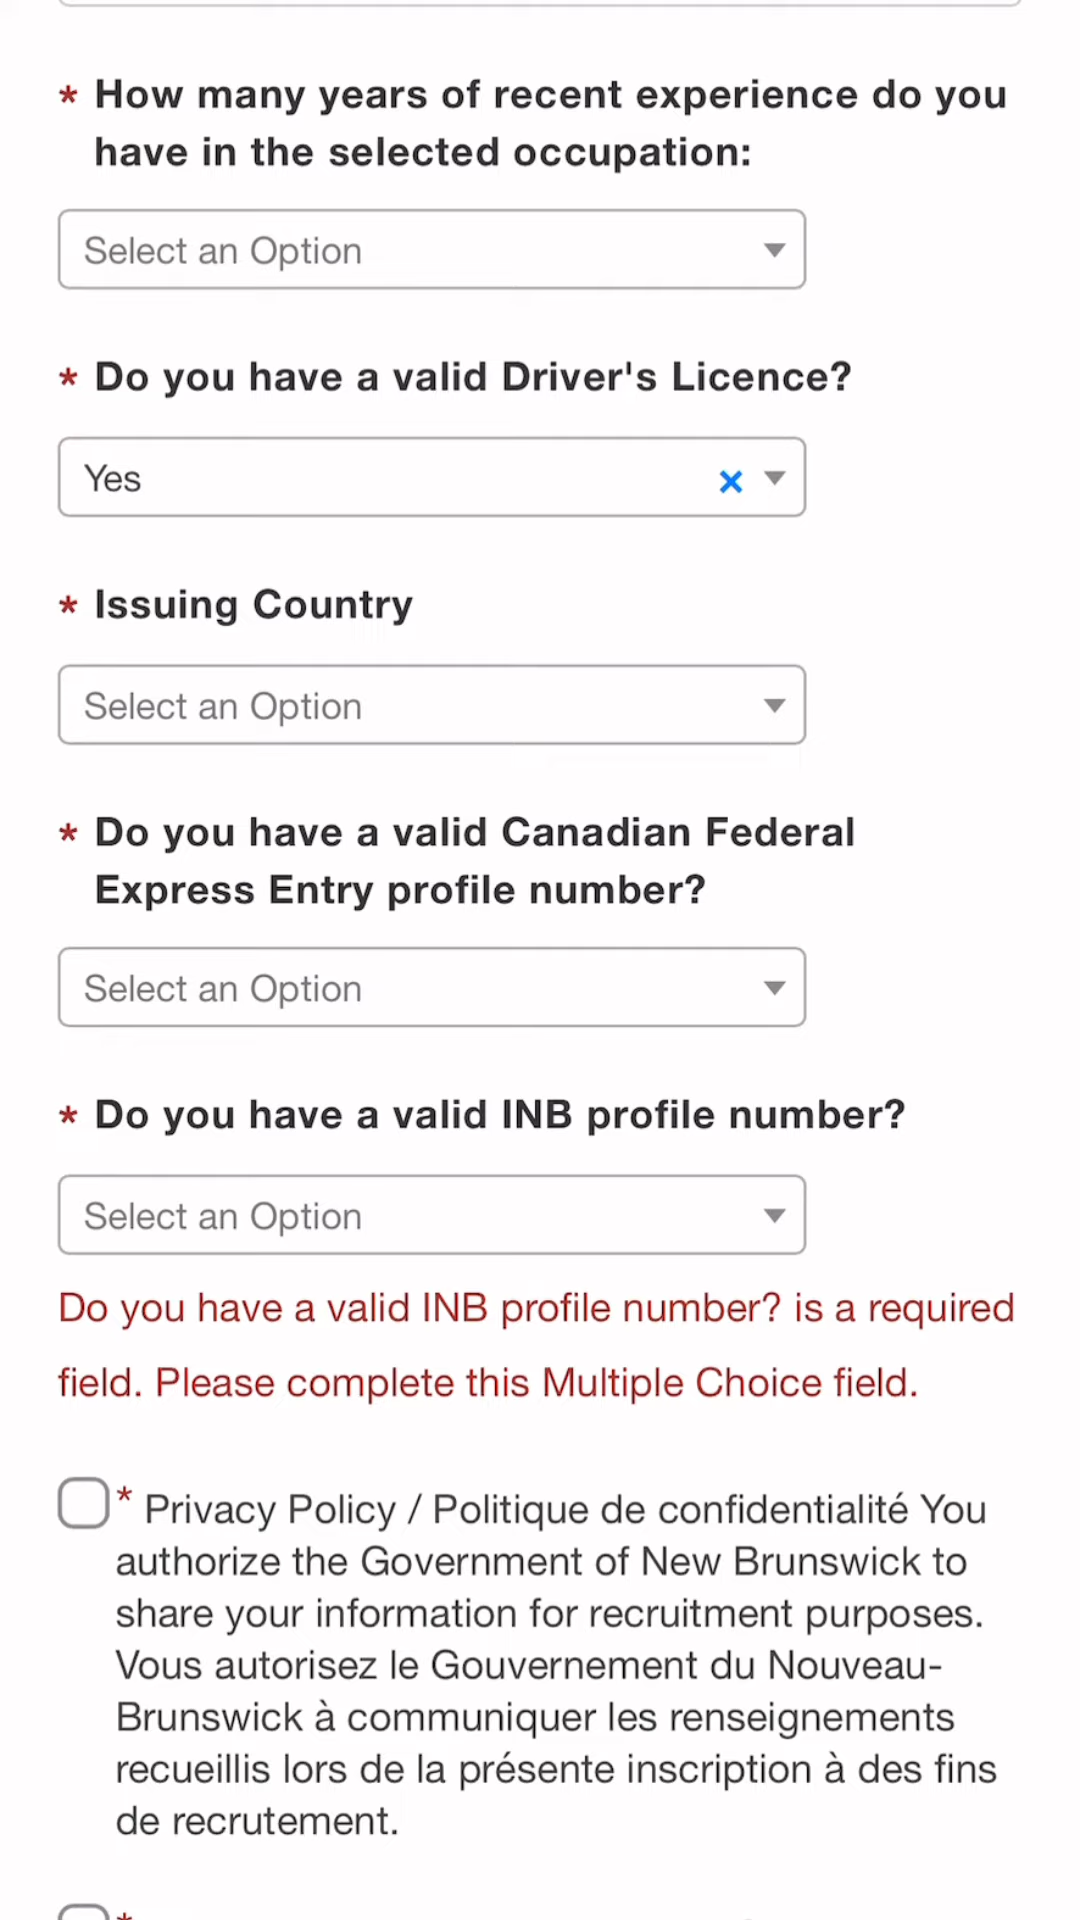 * How many years of recent experience do you
have in the selected occupation:
Select an Option
* Do you have a valid Driver's Licence?
Yes
* Issuing Country
Select an Option
* Do you have a valid Canadian Federal
Express Entry profile number?
Select an Option
* Do you have a valid INB profile number?
Select an Option
Do you have a valid INB profile number? is a required
field. Please complete this Multiple Choice field.
* Privacy Policy / Politique de confidentialité You
authorize the Government of New Brunswick to
share your information for recruitment purposes.
Vous autorisez le Gouvernement du Nouveau-
Brunswick à communiquer les renseignements
recueillis lors de la présente inscription à des fins
de recrutement.
*